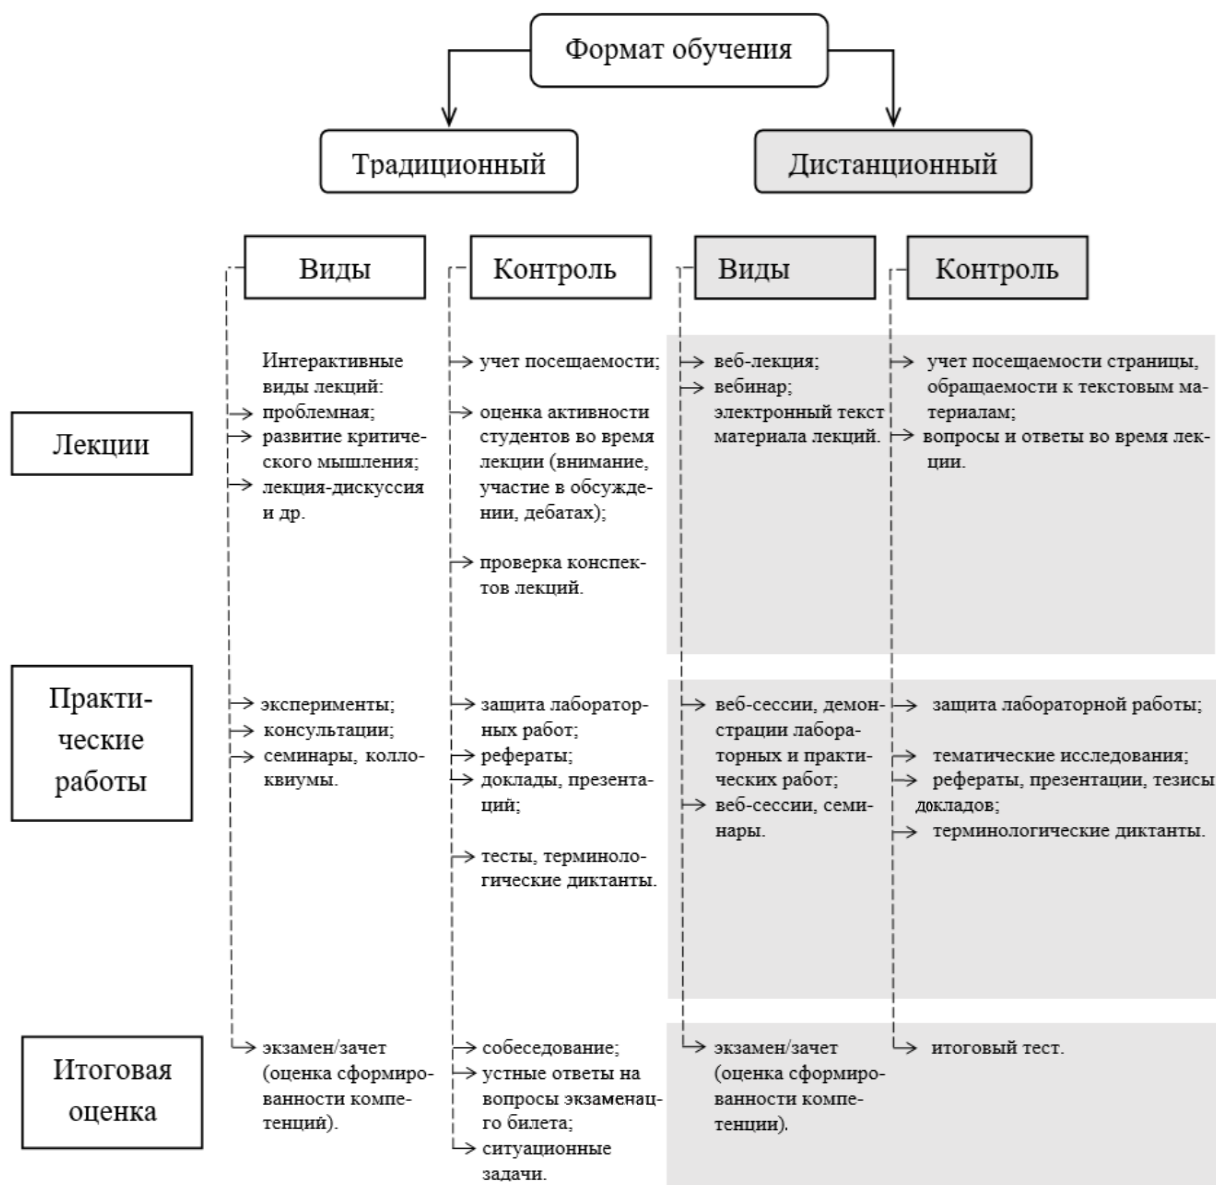 Формат обучения
Традиционный
Дистанционный
Виды
Контроль
Виды
Контроль
Лекции
Интерактивные
виды лекций:
проблемная;
развитие критиче-
ского мышления;
лекция-дискуссия
и др.
учет посещаемости;
оценка активности
студентов во время
лекции (внимание,
участие в обсужде-
нии, дебатах);
проверка конспек-
тов лекций.
веб-лекция;
вебинар;
электронный текст
материала лекций.
учет посещаемости страницы,
обращаемости к текстовым ма-
териалам;
вопросы и ответы во время лек-
ции.
Практи-
ческие
работы
эксперименты;
консультации;
семинары, колло-
квиумы.
защита лаборатор-
ных работ;
рефераты;
доклады, презента-
ций;
тесты, терминоло-
гические диктанты.
веб-сессии, демон-
страции лабора-
торных и практи-
ческих работ;
веб-сессии, семи-
нары.
защита лабораторной работы;
тематические исследования;
рефераты, презентации, тезисы
докладов;
терминологические диктанты.
Итоговая
оценка
экзамен/зачет
(оценка сформиро-
ванности компе-
тенций).
собеседование;
устные ответы на
вопросы экзаменац
го билета;
ситуационные
задачи.
экзамен/зачет
(оценка сформиро-
ванности компе-
тенции).
итоговый тест.